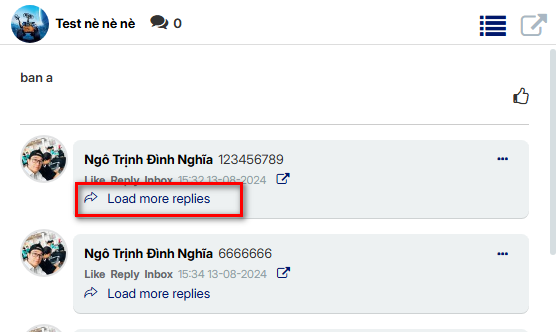 Test nè nè nè 0
ban a
Ngô Trịnh Đình Nghĩa 123456789
Like Reply Inbox 15:32 13-08-2024
Load more replies
Ngô Trịnh Đình Nghĩa 6666666
Like Reply Inbox 15:34 13-08-2024
Load more replies